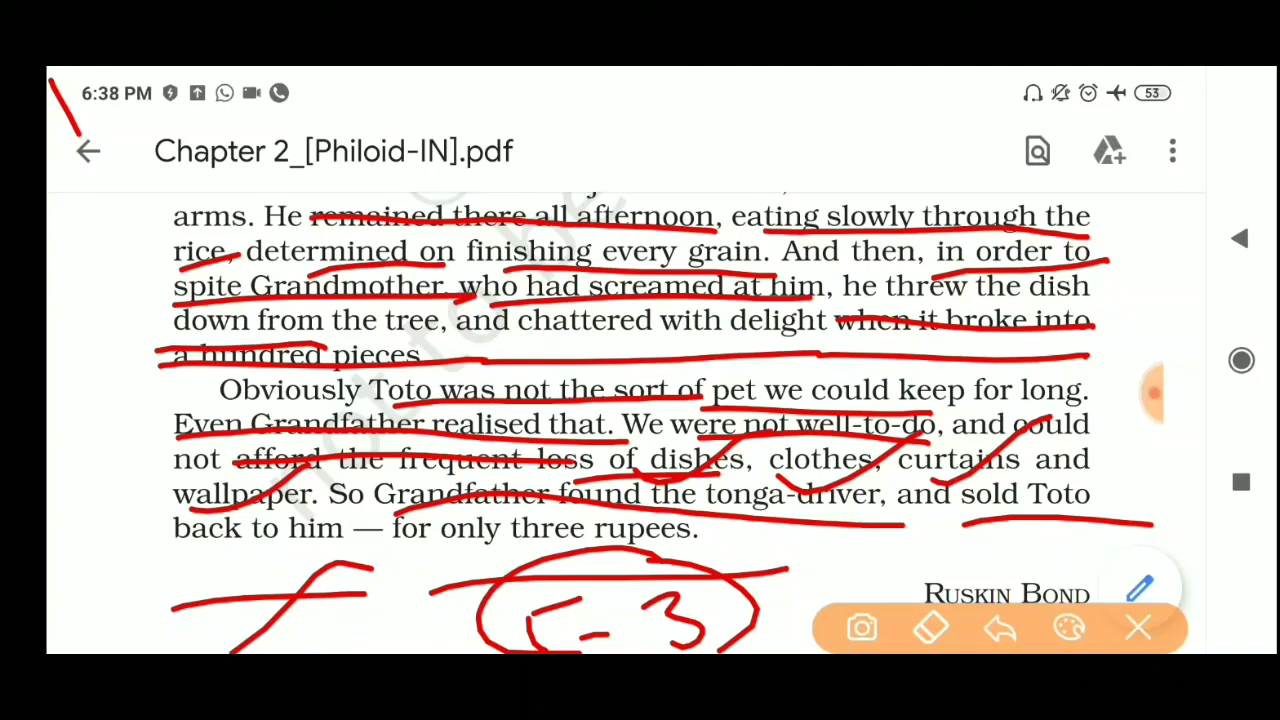 6:38 PM 53
Chapter 2_[Philoid-IN].pdf
arms. He remained there all afternoon, eating slowly through the
rice, determined on finishing every grain. And then, in order to
spite Grandmother, who had screamed at him, he threw the dish
down from the tree, and chattered with delight when it broke into
a hundred pieces.
Obviously Toto was not the sort of pet we could keep for long.
Even Grandfather realised that. We were not well-to-do, and could
not afford the frequent loss of dishes, clothes, curtains and
wallpaper. So Grandfather found the tonga-driver, and sold Toto
back to him — for only three rupees.
RUSKIN BOND